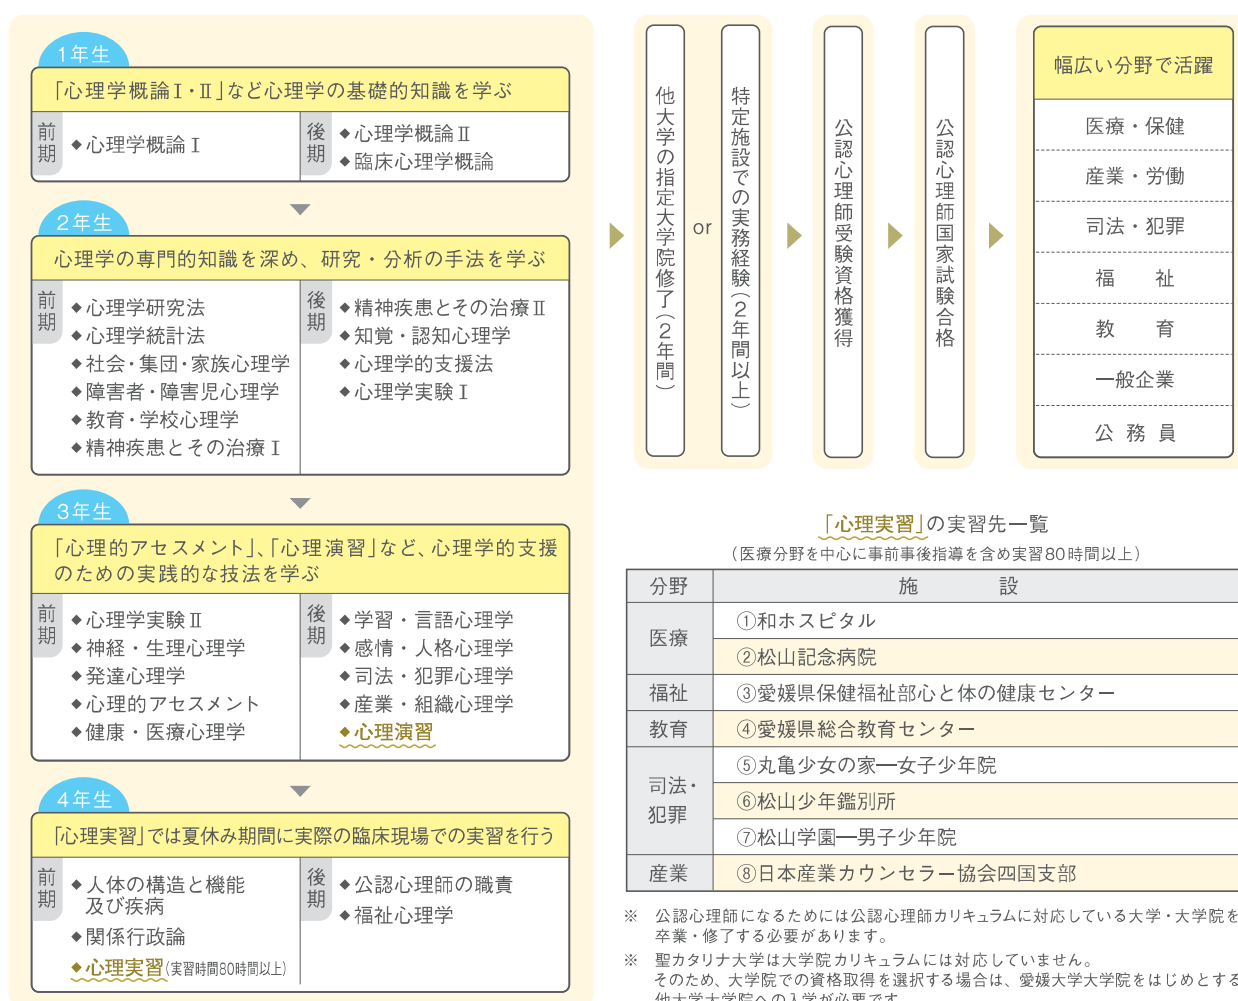 1年生
「心理学概論Ⅰ・Ⅱ」など心理学の基礎的知識を学ぶ
前期
◆心理学概論Ⅰ
後期
◆心理学概論Ⅱ
◆臨床心理学概論
2年生
心理学の専門的知識を深め、研究・分析の手法を学ぶ
前期
◆心理学研究法
◆心理学統計法
◆社会・集団・家族心理学
◆障害者・障害児心理学
◆教育・学校心理学
◆精神疾患とその治療Ⅰ
後期
◆精神疾患とその治療Ⅱ
◆知覚・認知心理学
◆心理学的支援法
◆心理学実験Ⅰ
3年生
「心理的アセスメント」、「心理演習」など、心理学的支援
のための実践的な技法を学ぶ
前期
◆心理学実験Ⅱ
◆神経・生理心理学
◆発達心理学
◆心理的アセスメント
◆健康・医療心理学
後期
◆学習・言語心理学
◆感情・人格心理学
◆司法・犯罪心理学
◆産業・組織心理学
◆心理演習
4年生
「心理実習」では夏休み期間に実際の臨床現場での実習を行う
前期
◆人体の構造と機能
及び疾病
◆関係行政論
◆心理実習(実習時間80時間以上)
後期
◆公認心理師の職責
◆福祉心理学
他大学の指定大学院修了(2年間)
or
特定施設での実務経験(2年間以上)
公認心理師受験資格獲得
公認心理師国家試験合格
幅広い分野で活躍
医療・保健
産業・労働
司法・犯罪
福 祉
教 育
一般企業
公 務 員
「心理実習」の実習先一覧
(医療分野を中心に事前事後指導を含め実習80時間以上)
分野 施 設
医療
①和ホスピタル
②松山記念病院
福祉 ③愛媛県保健福祉部心と体の健康センター
教育 ④愛媛県総合教育センター
司法・
犯罪
⑤丸亀少女の家―女子少年院
⑥松山少年鑑別所
⑦松山学園―男子少年院
産業 ⑧日本産業カウンセラー協会四国支部
※ 公認心理師になるためには公認心理師カリキュラムに対応している大学・大学院を
卒業・修了する必要があります。
※ 聖カタリナ大学は大学院カリキュラムには対応していません。
そのため、大学院での資格取得を選択する場合は、愛媛大学大学院をはじめとする
他大学大学院への入学が必要です